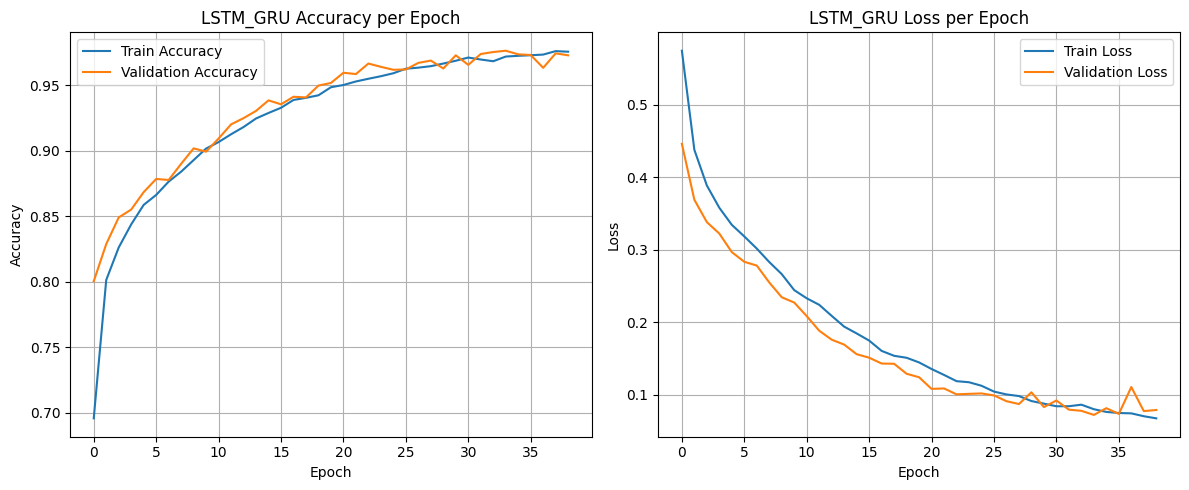 LSTM_GRU Accuracy per Epoch
Train Accuracy
Validation Accuracy
Accuracy
0.95
0.90
0.85
0.80
0.75
0.70
0 5 10 15 20 25 30 35
Epoch
LSTM_GRU Loss per Epoch
Train Loss
Validation Loss
Loss
0.5
0.4
0.3
0.2
0.1
0 5 10 15 20 25 30 35
Epoch